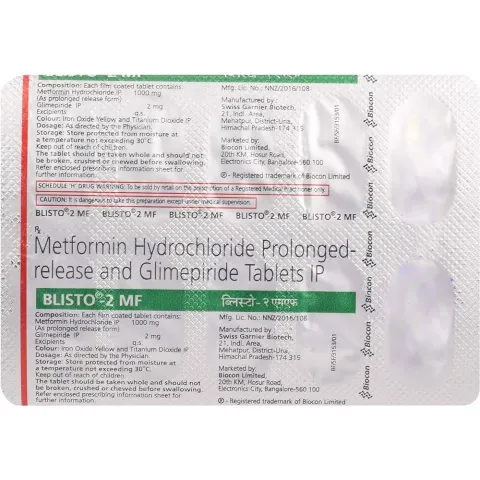 BLISTO®-2 MF
Composition: Each film coated tablet contains:
Metformin Hydrochloride IP 1000 mg
(As prolonged release form)
Glimepiride IP 2 mg
Excipients q.s.
Colour: Iron Oxide Yellow and Titanium Dioxide IP
Dosage: As directed by the Physician.
Storage: Store protected from moisture at
a temperature not exceeding 30°C.
Keep out of reach of children.
The tablet should be taken whole and should not
be broken, crushed or chewed before swallowing.
Refer enclosed prescribing information sheet for
further information.
Mfg. Lic. No.: NNZ/2016/108
Manufactured by:
Swiss Garnier Biotech,
21, Indl. Area,
Mehatpur, District-Una,
Himachal Pradesh-174 315
Marketed by:
Biocon Limited,
20th KM, Hosur Road,
Electronics City, Bangalore-560 100
® - Registered trademark of Biocon Limited
Biocon
Biocon
SCHEDULE 'H' DRUG WARNING: To be sold by retail on the prescription of a Registered Medical Practitioner only.
CAUTION: It is dangerous to take this preparation except under medical supervision.
BLISTO®-2 MF BLISTO®-2 MF BLISTO®-2 MF BLISTO®-2 MF BLISTO®-2 MF
Rx
Metformin Hydrochloride Prolonged-
release and Glimepiride Tablets IP
BLISTO®-2 MF ब्लिस्टो-२ एमएफ
Composition: Each film coated tablet contains:
Metformin Hydrochloride IP 1000 mg
(As prolonged release form)
Glimepiride IP 2 mg
Excipients q.s.
Colour: Iron Oxide Yellow and Titanium Dioxide IP
Dosage: As directed by the Physician.
Storage: Store protected from moisture at
a temperature not exceeding 30°C.
Keep out of reach of children.
The tablet should be taken whole and should not
be broken, crushed or chewed before swallowing.
Refer enclosed prescribing information sheet for
further information.
Mfg. Lic. No.: NNZ/2016/108
Manufactured by:
Swiss Garnier Biotech,
21, Indl. Area,
Mehatpur, District-Una,
Himachal Pradesh-174 315
Marketed by:
Biocon Limited,
20th KM, Hosur Road,
Electronics City, Bangalore-560 100
® - Registered trademark of Biocon Limited
Biocon
Biocon
Biocon